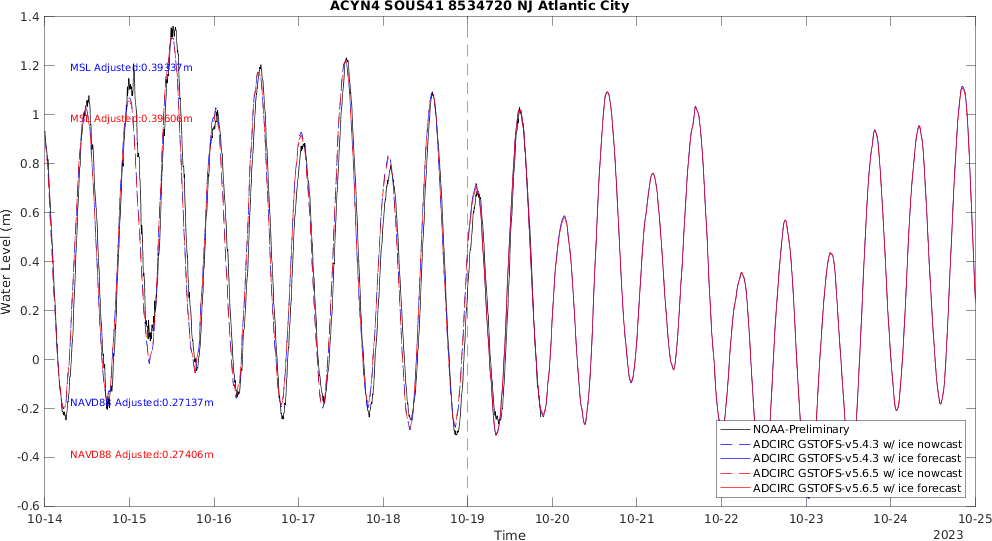 ACYN4 SOUS41 8534720 NJ Atlantic City
1.4
1.2
1
0.8
0.6
0.4
0.2
0
-0.2
-0.4
-0.6
Water Level (m)
MSL Adjusted:0.39337m
MSL Adjusted:0.39606m
NAVD88 Adjusted:0.27137m
NAVD88 Adjusted:0.27406m
NOAA-Preliminary
ADCIRC GSTOFS-v5.4.3 w/ ice nowcast
ADCIRC GSTOFS-v5.4.3 w/ ice forecast
ADCIRC GSTOFS-v5.6.5 w/ ice nowcast
ADCIRC GSTOFS-v5.6.5 w/ ice forecast
10-14 10-15 10-16 10-17 10-18 10-19 10-20 10-21 10-22 10-23 10-24 10-25
Time
2023